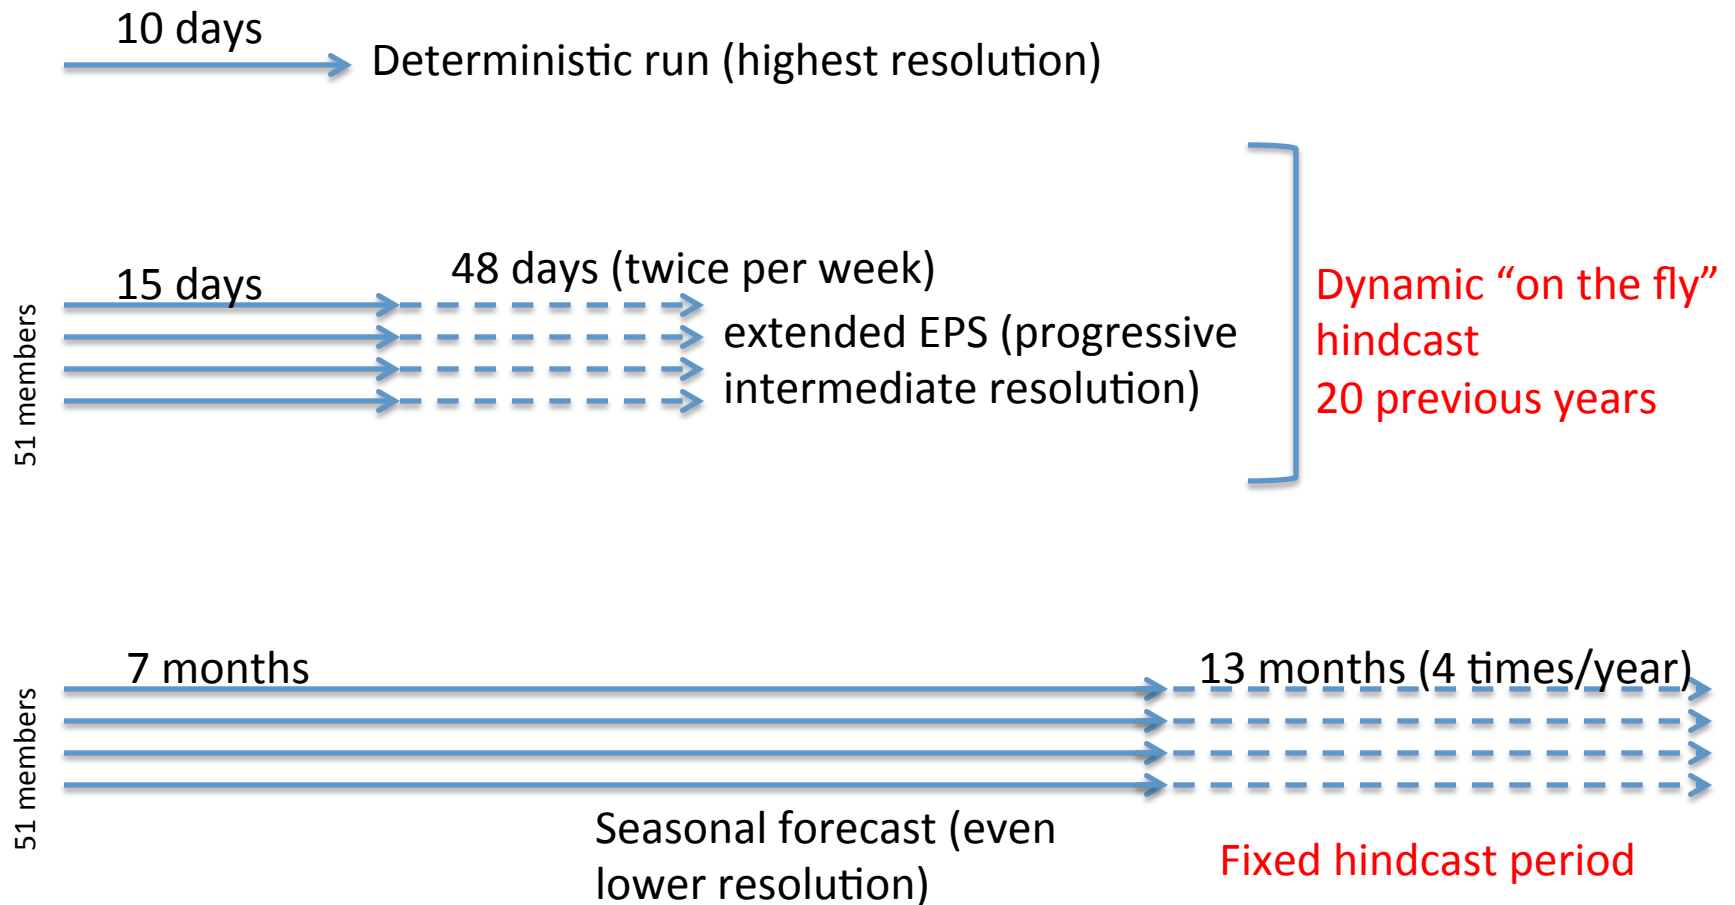 10 days
Deterministic run (highest resolution)
51 members
15 days
48 days (twice per week)
extended EPS (progressive
intermediate resolution)
Dynamic “on the fly”
hindcast
20 previous years
51 members
7 months
13 months (4 times/year)
Seasonal forecast (even
lower resolution)
Fixed hindcast period